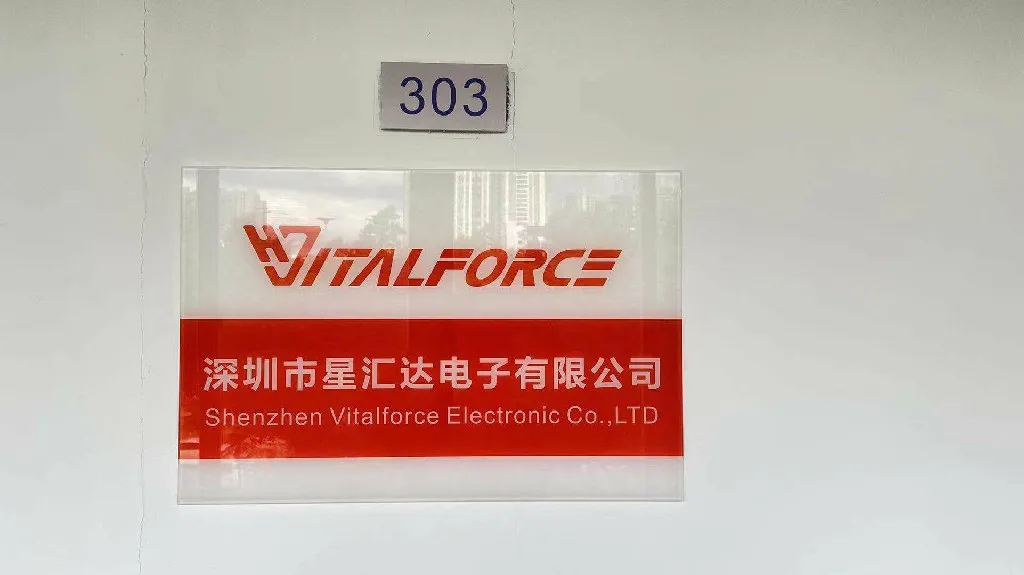 303
VITALFORCE
深圳市星汇达电子有限公司
Shenzhen Vitalforce Electronic Co.,LTD